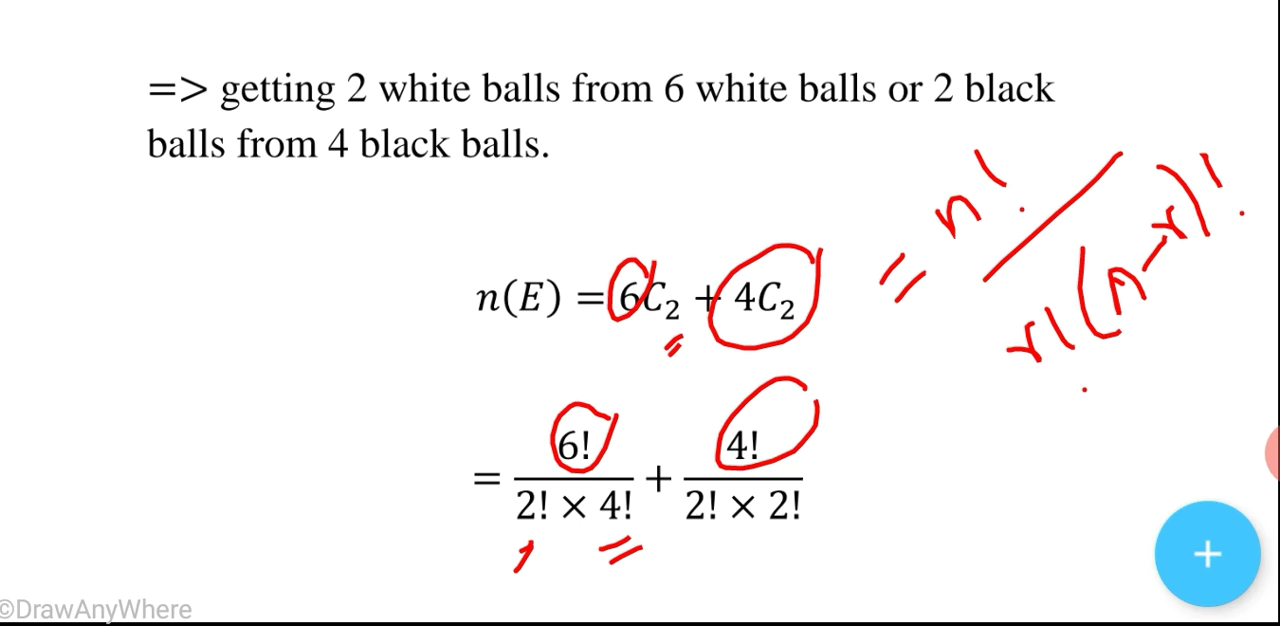 => getting 2 white balls from 6 white balls or 2 black
balls from 4 black balls.
n(E) = 6C₂ + 4C₂
= n! / r!(n-r)!
= 6! / 2! × 4! + 4! / 2! × 2!
+
©DrawAnyWhere